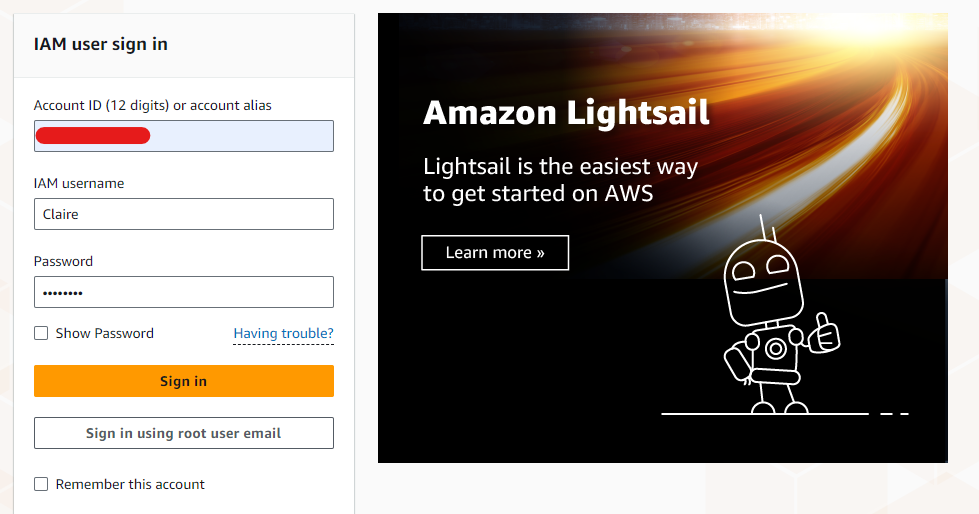 IAM user sign in
Account ID (12 digits) or account alias
IAM username
Claire
Password
••••••••
Show Password
Having trouble?
Sign in
Sign in using root user email
Remember this account
Amazon Lightsail
Lightsail is the easiest way
to get started on AWS
Learn more »